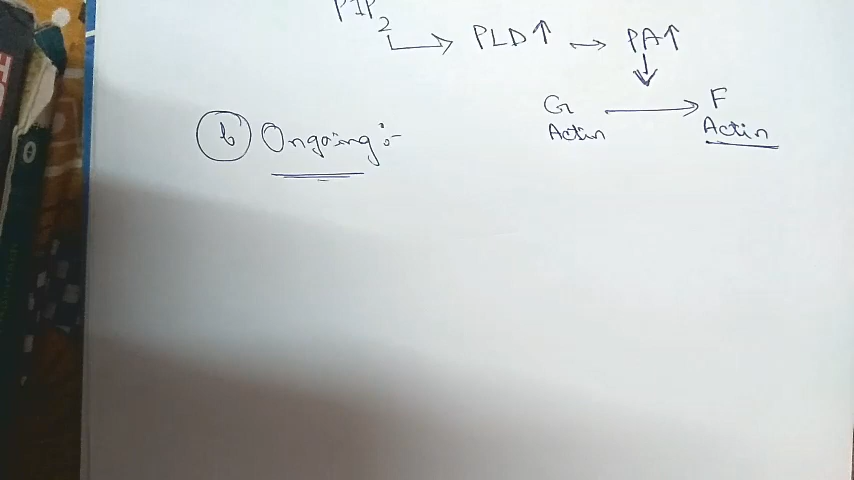 PIP2
PLD↑ → PA↑
↓
G Actin → F Actin
b Ongoing :-